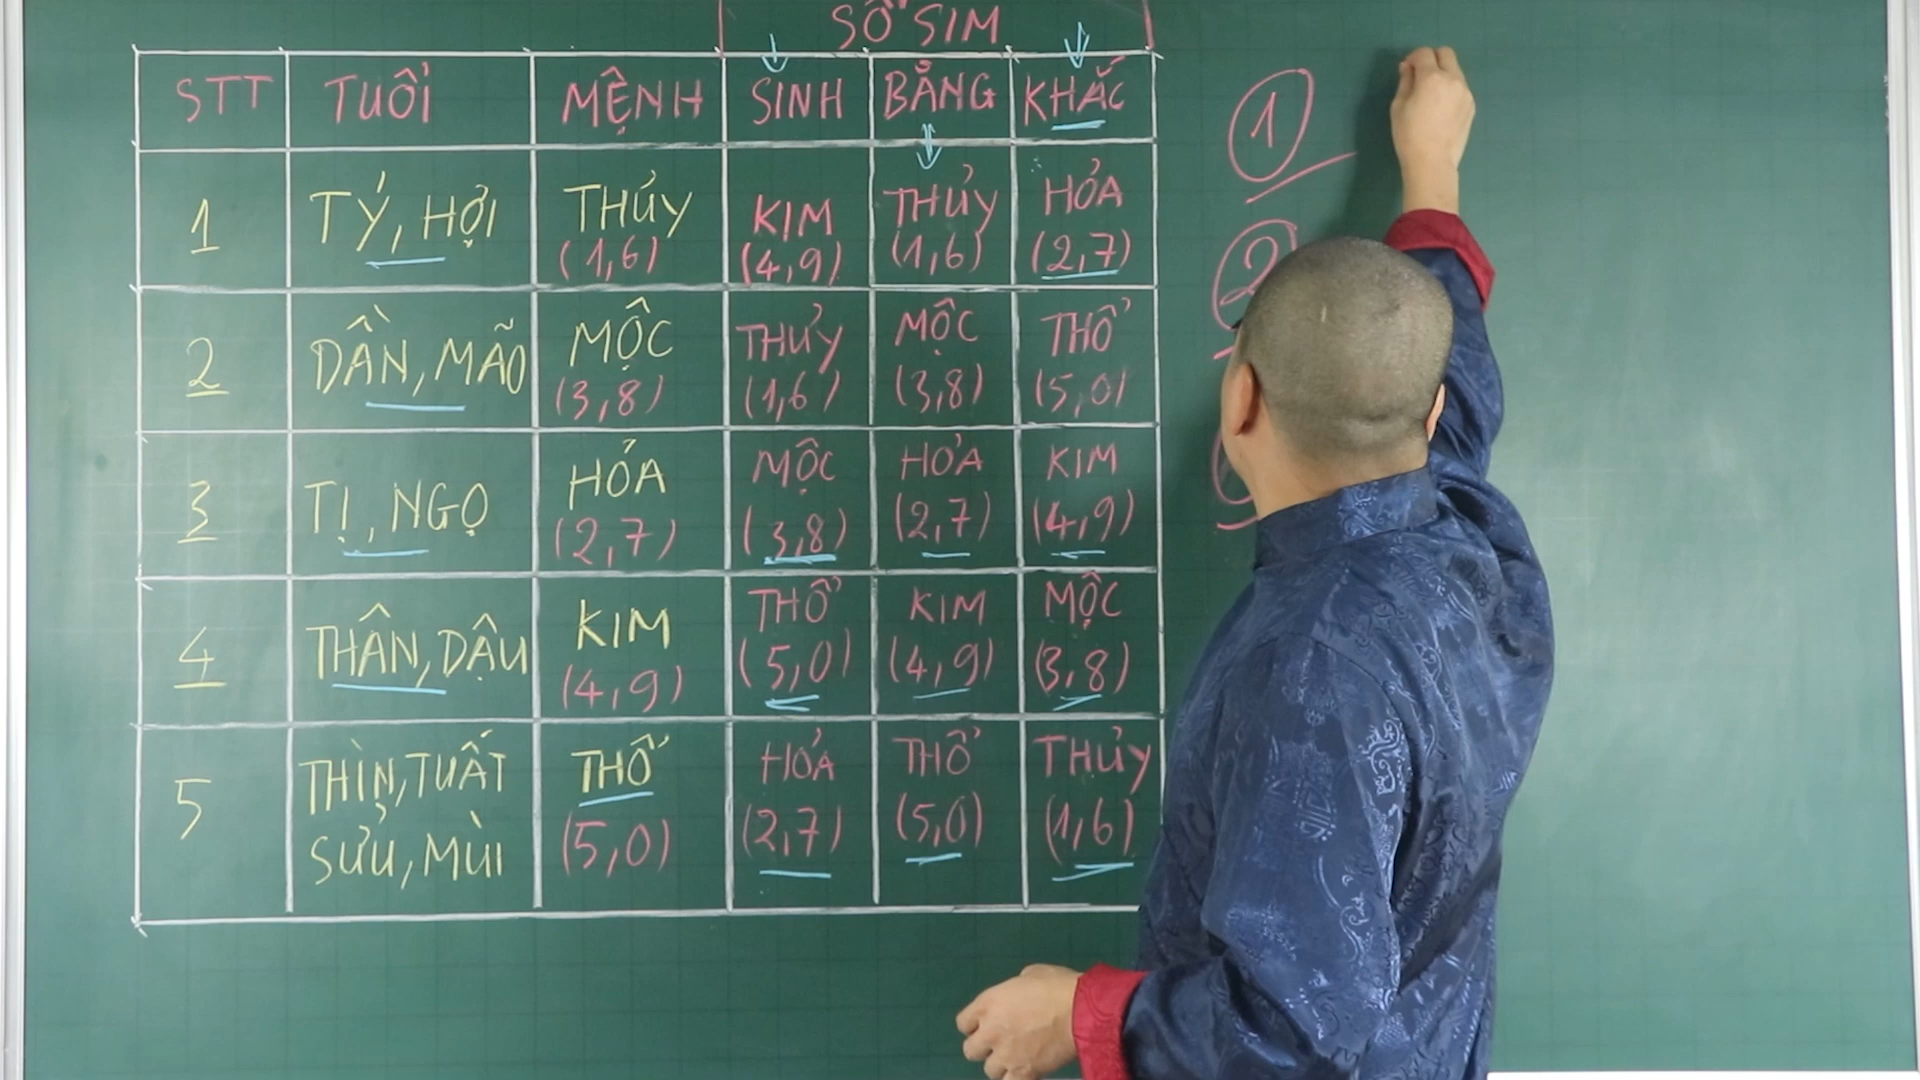 SỐ SIM
STT TUỔI MỆNH SINH BẰNG KHẮC
1 TÝ, HỢI THỦY (1,6) KIM (4,9) THỦY (1,6) HỎA (2,7)
2 DẦN, MÃO MỘC (3,8) THỦY (1,6) MỘC (3,8) THỔ (5,0)
3 TỊ, NGỌ HỎA (2,7) MỘC (3,8) HỎA (2,7) KIM (4,9)
4 THÂN, DẬU KIM (4,9) THỔ (5,0) KIM (4,9) MỘC (3,8)
5 THÌN, TUẤT SỬU, MÙI THỔ (5,0) HỎA (2,7) THỔ (5,0) THỦY (1,6)
1
2